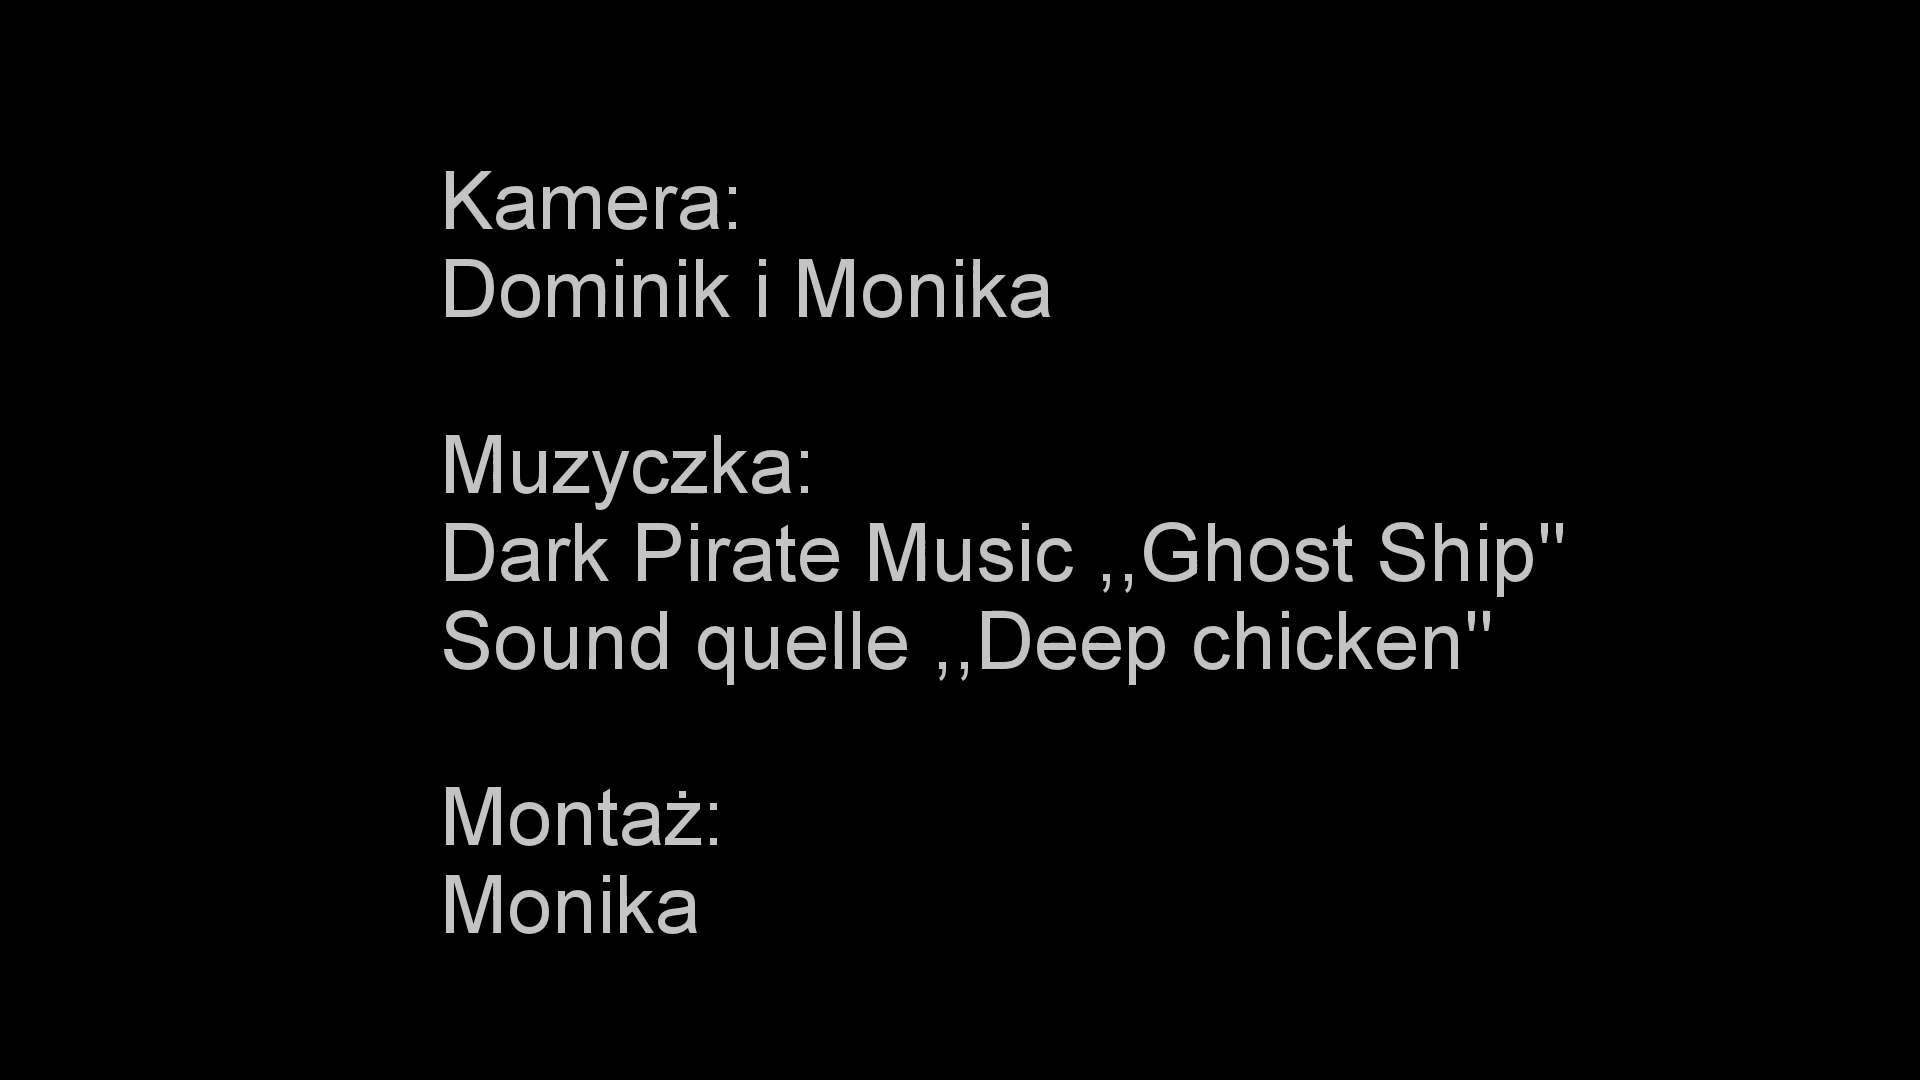 Kamera:
Dominik i Monika
Muzyczka:
Dark Pirate Music ,,Ghost Ship"
Sound quelle ,,Deep chicken"
Montaż:
Monika